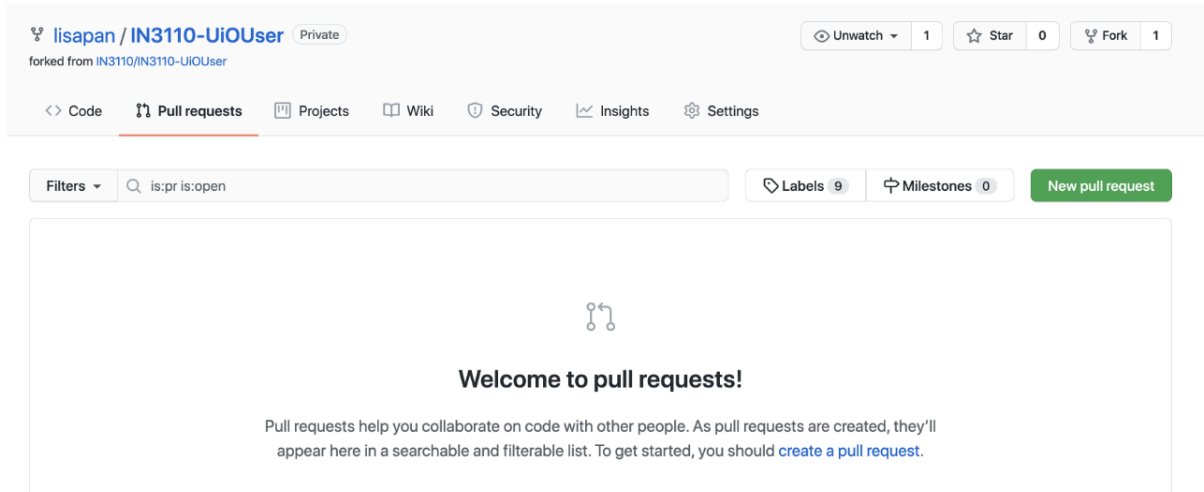 lisapan / IN3110-UiOUser Private
Unwatch 1 Star 0 Fork 1
forked from IN3110/IN3110-UiOUser
<> Code Pull requests Projects Wiki Security Insights Settings
Filters is:pr is:open Labels 9 Milestones 0 New pull request
Welcome to pull requests!
Pull requests help you collaborate on code with other people. As pull requests are created, they’ll
appear here in a searchable and filterable list. To get started, you should create a pull request.